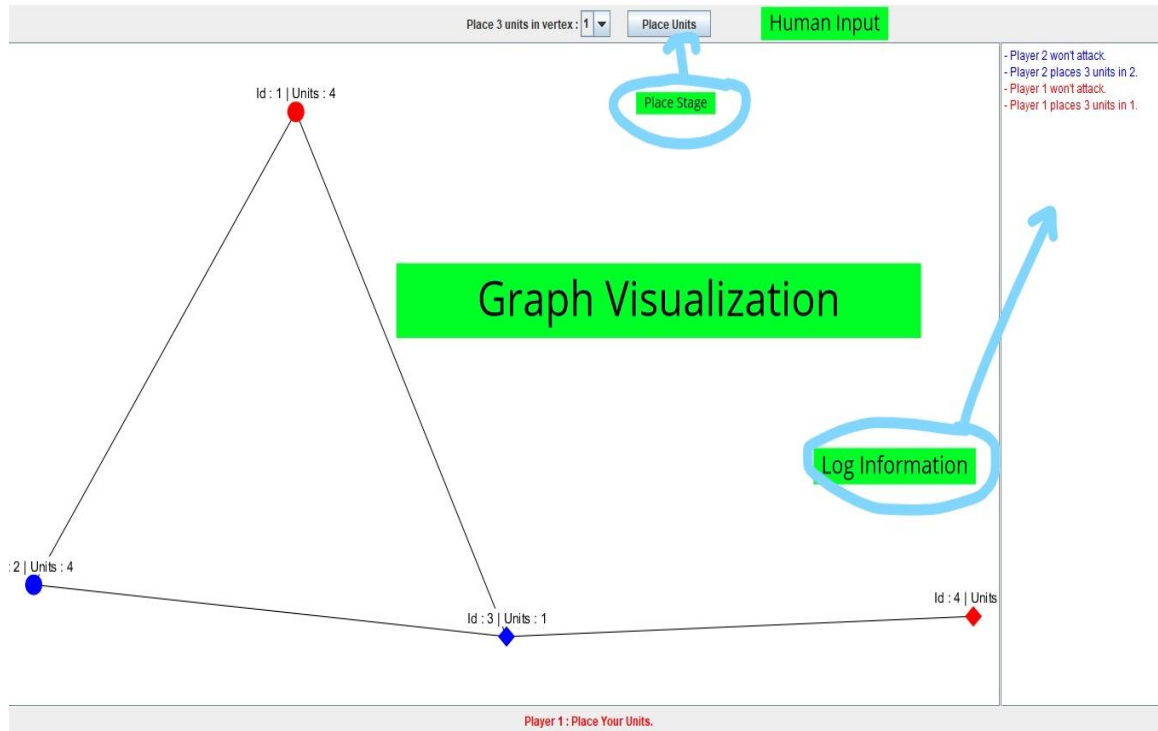 Place 3 units in vertex : 1 Place Units Human Input
- Player 2 won't attack.
- Player 2 places 3 units in 2.
- Player 1 won't attack.
- Player 1 places 3 units in 1.
Id : 1 | Units : 4
Place Stage
Graph Visualization
Log Information
: 2 | Units : 4
Id : 3 | Units : 1
Id : 4 | Units
Player 1 : Place Your Units.